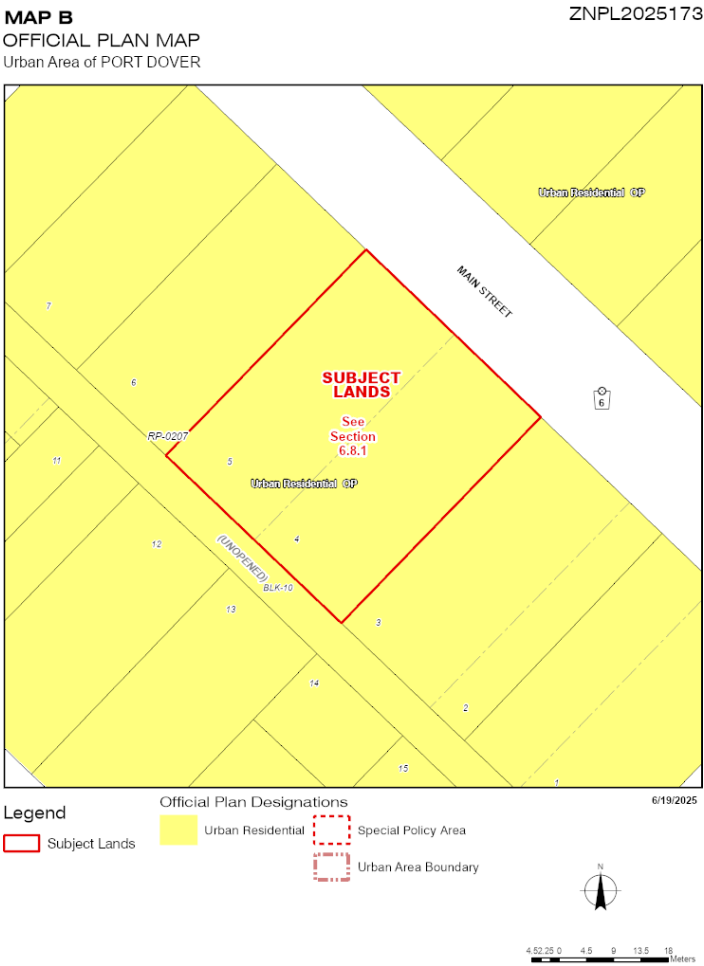 MAP B
ZNPL2025173
OFFICIAL PLAN MAP
Urban Area of PORT DOVER
Urban Residential OP
MAIN STREET
7
SUBJECT
LANDS
6
6
See
Section
6.8.1
RP-0207
5
11
Urban Residential OP
4
12
(UNOPENED)
BLK-10
13
3
14
2
15
1
6/19/2025
Legend
Subject Lands
Official Plan Designations
Urban Residential
Special Policy Area
Urban Area Boundary
N
4.52.25 0 4.5 9 13.5 18
Meters